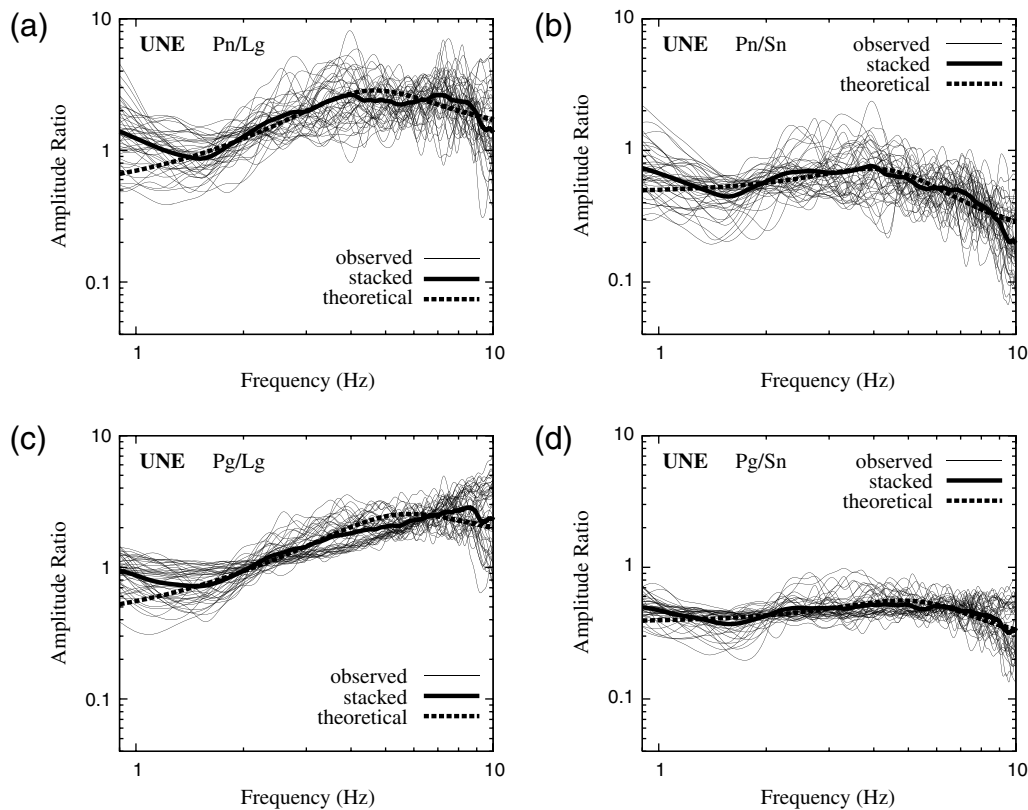 (a)
UNE Pn/Lg
observed
stacked
theoretical
10
1
0.1
Amplitude Ratio
1
10
Frequency (Hz)
(b)
UNE Pn/Sn
observed
stacked
theoretical
10
1
0.1
Amplitude Ratio
1
10
Frequency (Hz)
(c)
UNE Pg/Lg
observed
stacked
theoretical
10
1
0.1
Amplitude Ratio
1
10
Frequency (Hz)
(d)
UNE Pg/Sn
observed
stacked
theoretical
10
1
0.1
Amplitude Ratio
1
10
Frequency (Hz)